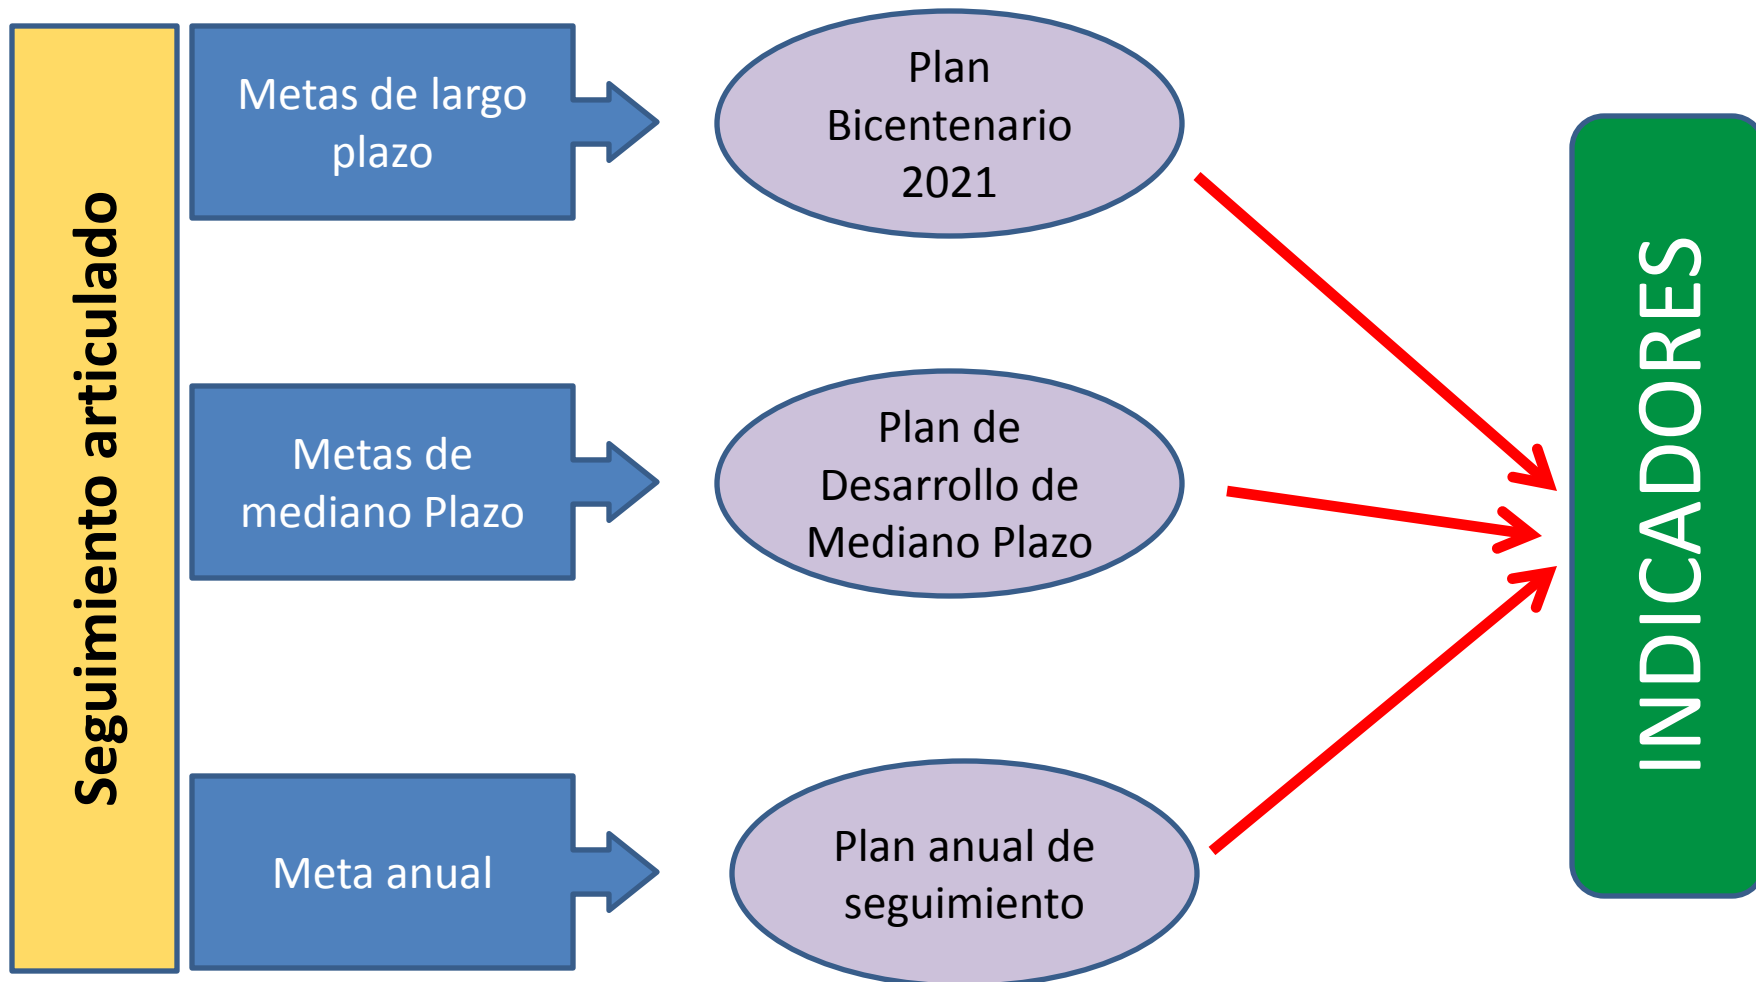 Seguimiento articulado
Metas de largo
plazo
Plan
Bicentenario
2021
Metas de
mediano Plazo
Plan de
Desarrollo de
Mediano Plazo
Meta anual
Plan anual de
seguimiento
INDICADORES